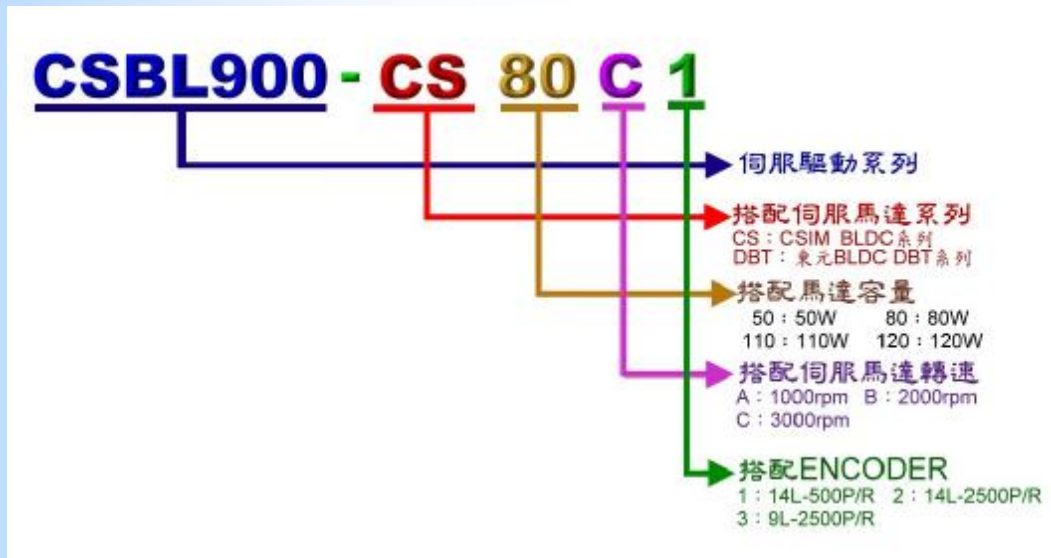 CSBL900 - CS 80 C 1
伺服驅動系列
搭配伺服馬達系列
CS：CSIM BLDC系列
DBT：東元BLDC DBT系列
搭配馬達容量
50：50W 80：80W
110：110W 120：120W
搭配伺服馬達轉速
A：1000rpm B：2000rpm
C：3000rpm
搭配ENCODER
1：14L-500P/R 2：14L-2500P/R
3：9L-2500P/R